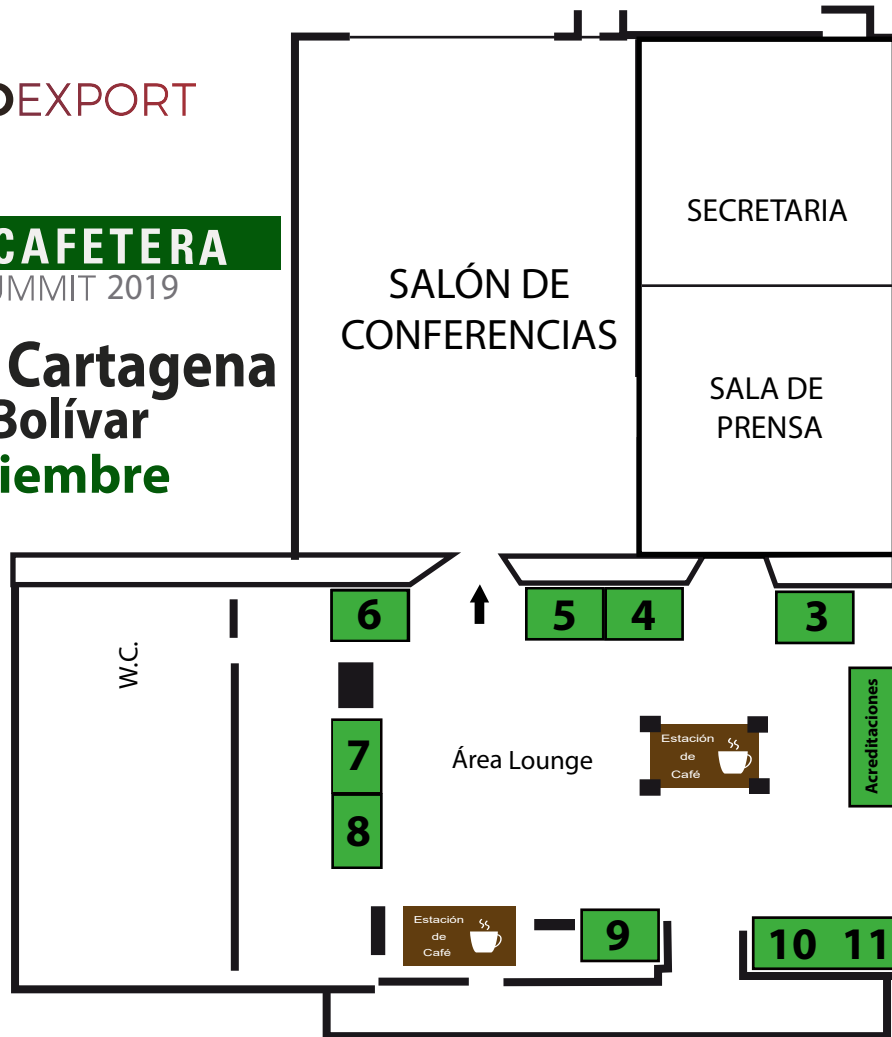 OEXPORT
CAFETERA
UMMIT 2019
Cartagena
Bolívar
iembre
SALÓN DE
CONFERENCIAS
SECRETARIA
SALA DE
PRENSA
6
5 4
3
W.C.
7
8
Área Lounge
Estación
de
Café
Acreditaciones
Estación
de
Café
9
10 11